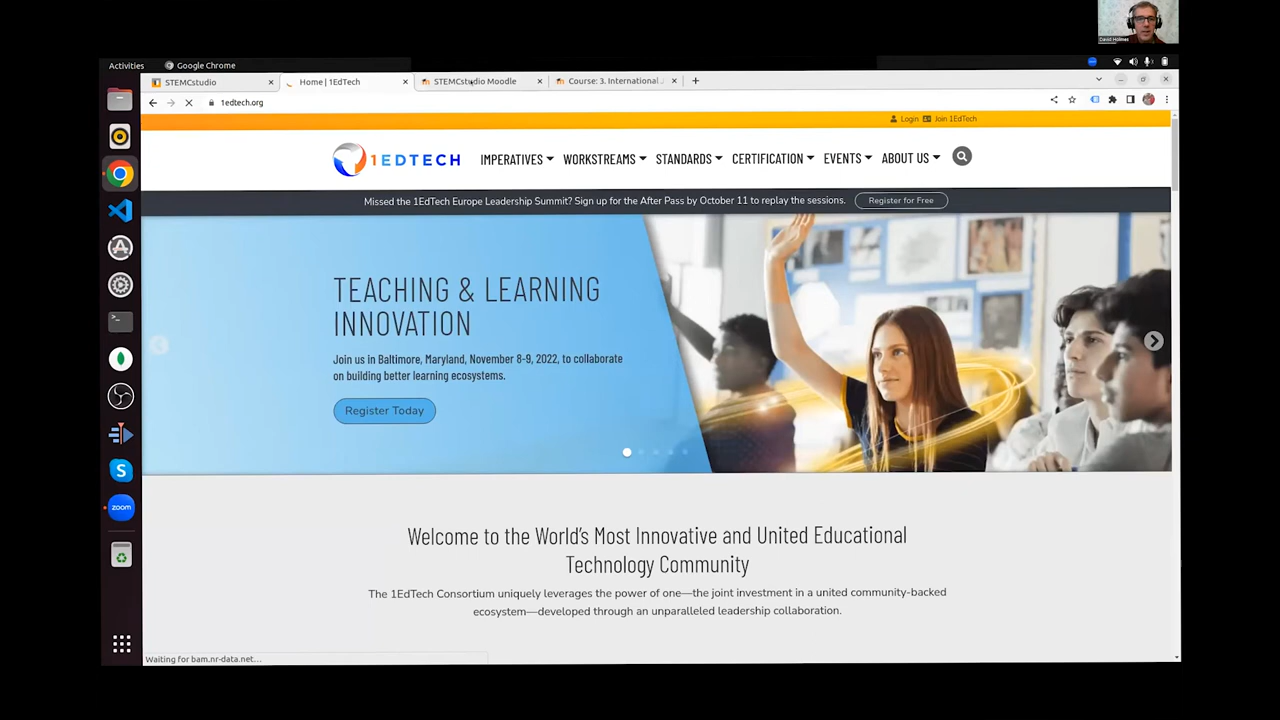 David Holmes
Activities
Google Chrome
STEMCstudio
Home | 1EdTech
STEMCstudio Moodle
Course: 3. International
1edtech.org
Login
Join 1EdTech
1EDTECH
IMPERATIVES
WORKSTREAMS
STANDARDS
CERTIFICATION
EVENTS
ABOUT US
Missed the 1EdTech Europe Leadership Summit? Sign up for the After Pass by October 11 to replay the sessions.
Register for Free
TEACHING & LEARNING
INNOVATION
Join us in Baltimore, Maryland, November 8-9, 2022, to collaborate
on building better learning ecosystems.
Register Today
zoom
Welcome to the World's Most Innovative and United Educational
Technology Community
The 1EdTech Consortium uniquely leverages the power of one—the joint investment in a united community-backed
ecosystem—developed through an unparalleled leadership collaboration.
Waiting for bam.nr-data.net...